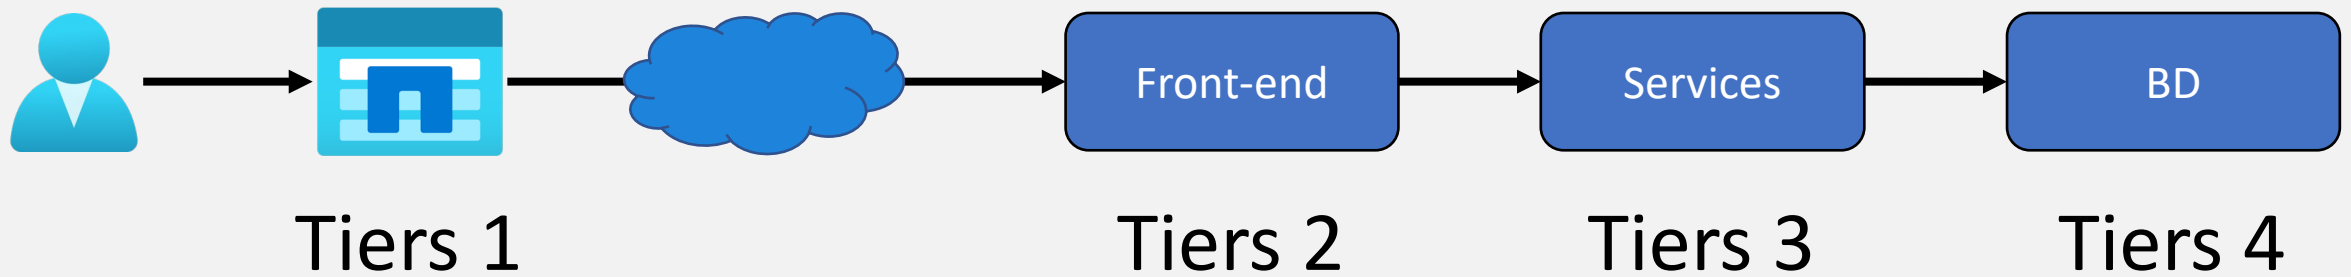 Front-end
Services
BD
Tiers 1
Tiers 2
Tiers 3
Tiers 4